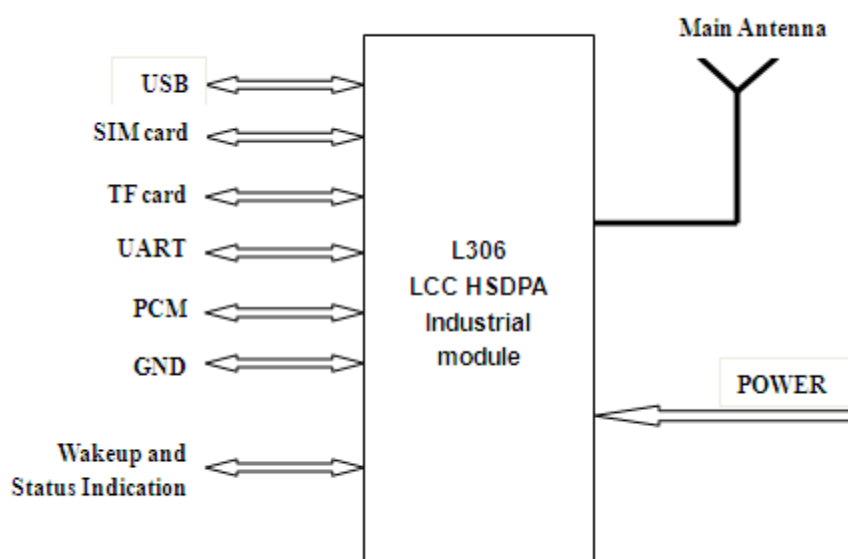 Main Antenna
USB
SIM card
TF card
UART
PCM
GND
Wakeup and
Status Indication
L306
LCC HSDPA
Industrial
module
POWER